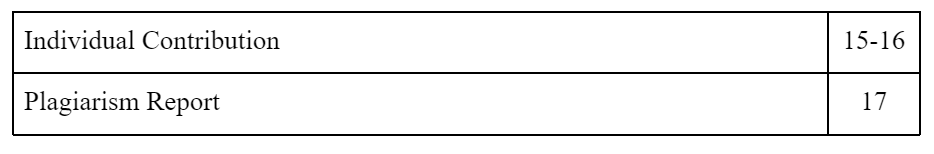 Individual Contribution 15-16
Plagiarism Report 17